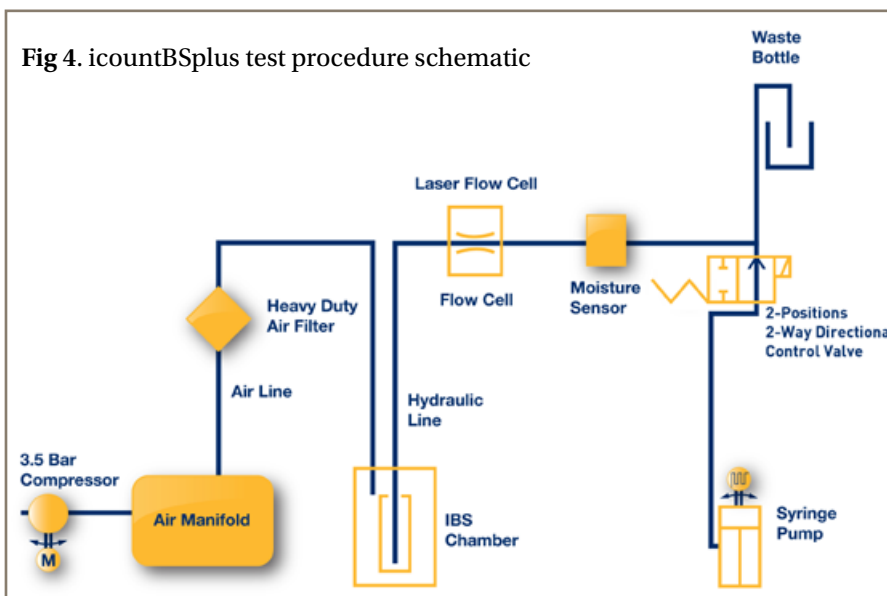 Fig 4. icountBSplus test procedure schematic
Waste
Bottle
Laser Flow Cell
Flow Cell
Moisture
Sensor
2-Positions
2-Way Directiona
Control Valve
Heavy Duty
Air Filter
Air Line
Hydraulic
Line
3.5 Bar
Compressor
M
Air Manifold
IBS
Chamber
Syringe
Pump